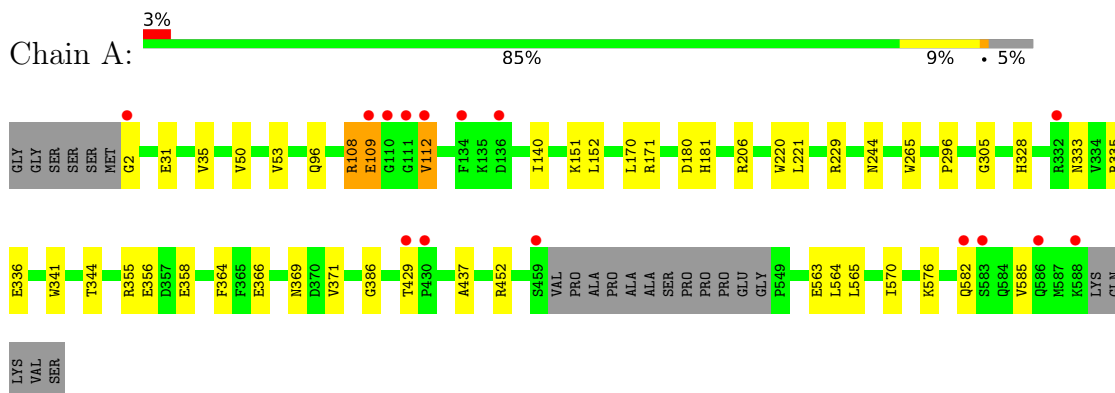 3%
Chain A:
85% 9% • 5%
GLY GLY SER SER SER MET G2 E31 V35 V50 V53 Q96 R108 E109 G110 G111 V112 F134 K135 D136 I140 K151 L152 L170 R171 D180 H181 R206 W220 L221 R229 N244 W265 P296 G305 H328 R332 N333 V334
E336 W341 T344 R355 E356 D357 E358 F364 F365 E366 N369 D370 V371 G386 T429 P430 A437 R452 S459 VAL PRO ALA ALA PRO ALA ALA SER PRO PRO PRO GLU GLY P549 E563 L564 L565 I570 K576 Q582 S583 Q584 V585 Q586 M587 K588 LYS GLN
LYS VAL SER